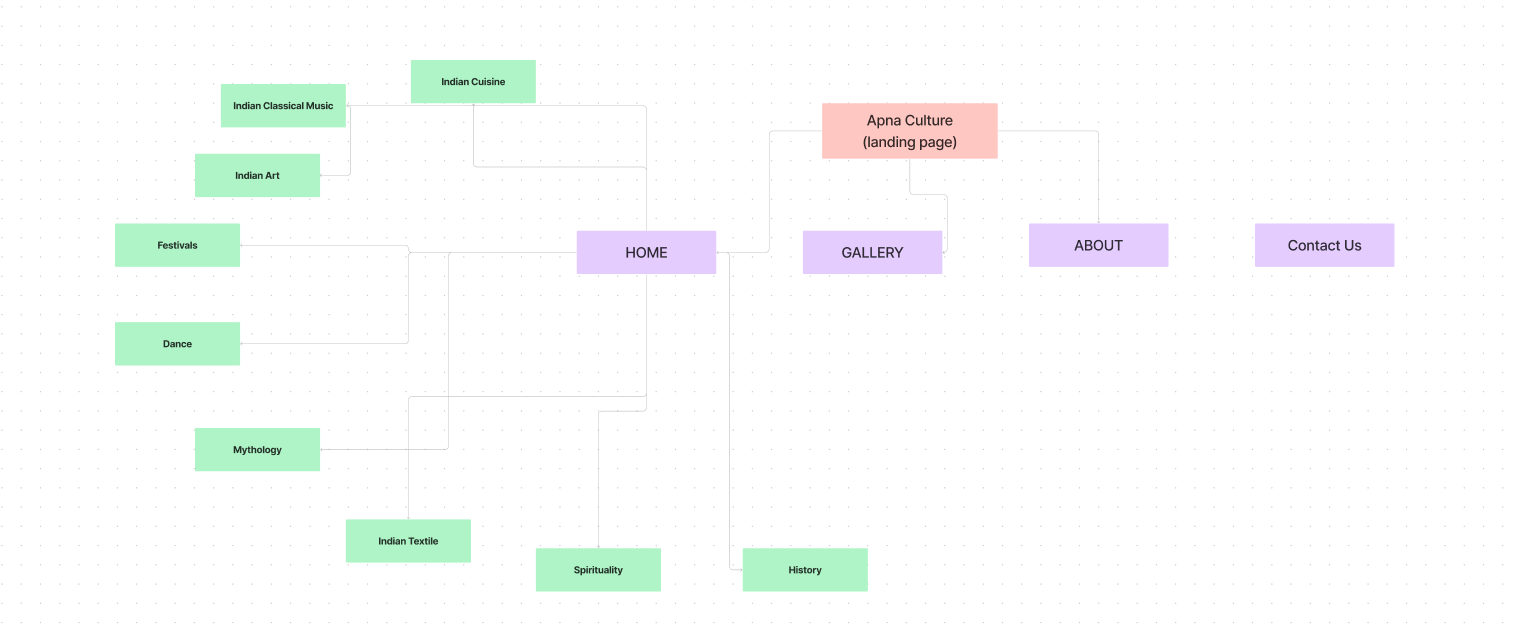 Indian Cuisine
Indian Classical Music
Apna Culture
(landing page)
Indian Art
Festivals
HOME
GALLERY
ABOUT
Contact Us
Dance
Mythology
Indian Textile
Spirituality
History